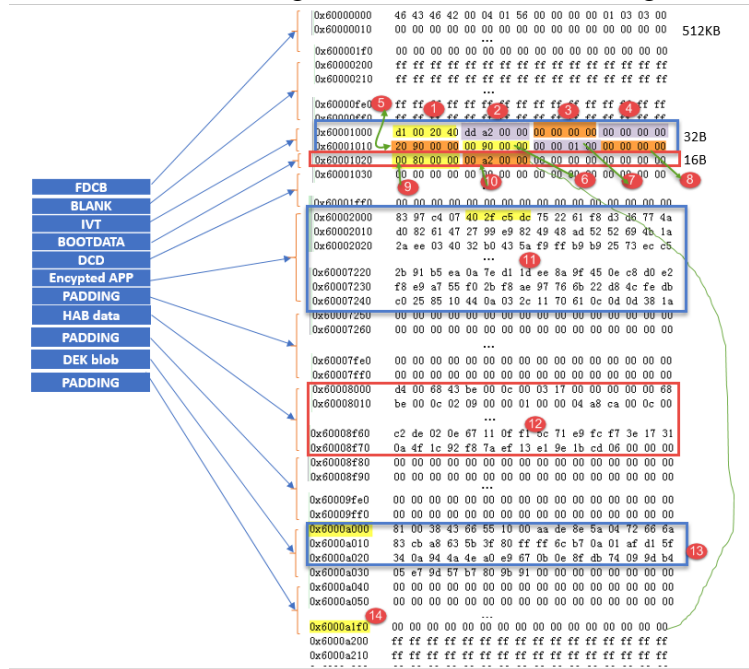 0x60000000 46 43 46 42 00 04 01 56 00 00 00 00 01 03 03 00 512KB
0x60000010 00 00 00 00 00 00 00 00 00 00 00 00 00 00 00 00
...
0x600001f0 00 00 00 00 00 00 00 00 00 00 00 00 00 00 00 00
0x60000200 ff ff ff ff ff ff ff ff ff ff ff ff ff ff ff ff
0x60000210 ff ff ff ff ff ff ff ff ff ff ff ff ff ff ff ff
...
0x60000fe0 ff ff ff ff ff ff ff ff ff ff ff ff ff ff ff
5 1 2 3 4
0x60001000 d1 00 20 40 dd a2 00 00 00 00 00 00 00 00 00 00 32B
0x60001010 20 90 00 00 00 90 00 00 00 00 01 00 00 00 00
0x60001020 00 80 00 00 00 a2 00 00 00 00 00 00 00 00 00 00 16B
9 10 6 7 8
0x60001030 00 00 00 00 00 00 00 00 00 00 00 00 00
...
0x60001ff0 00 00 00 00 00 00 00 00 00 00 00 00 00 00 00 00
0x60002000 83 97 c4 07 40 2f c5 dc 75 22 61 f8 d3 d6 77 4a
0x60002010 d0 82 61 47 27 99 e9 82 49 48 ad 52 52 69 4b 1a
0x60002020 2a ee 03 40 32 b0 43 5a f9 ff b9 b9 25 73 ec c5
...
11
0x60007220 2b 91 b5 ea 0a 7e d1 1d ee 8a 9f 45 0e c8 d0 e2
0x60007230 f8 e9 a7 55 f0 2b f8 ae 97 76 6b 22 d8 4c fe db
0x60007240 c0 25 85 10 44 0a 03 2c 11 70 61 0c 0d 0d 38 1a
0x60007250 00 00 00 00 00 00 00 00 00 00 00 00 00 00 00 00
0x60007260 00 00 00 00 00 00 00 00 00 00 00 00 00 00 00 00
...
0x60007fe0 00 00 00 00 00 00 00 00 00 00 00 00 00 00 00 00
0x60007ff0 00 00 00 00 00 00 00 00 00 00 00 00 00 00 00 00
0x60008000 d4 00 68 43 be 00 0c 00 03 17 00 00 00 00 00 68
0x60008010 be 00 0c 02 09 00 00 01 00 00 04 a8 ca 00 0c 00
...
12
0x60008f60 c2 de 02 0e 67 11 0f f1 6c 71 e9 fc f7 3e 17 31
0x60008f70 0a 4f 1c 92 f8 7a ef 13 e1 9e 1b cd 06 00 00 00
0x60008f80 00 00 00 00 00 00 00 00 00 00 00 00 00 00 00 00
0x60008f90 00 00 00 00 00 00 00 00 00 00 00 00 00 00 00 00
...
0x60009fe0 00 00 00 00 00 00 00 00 00 00 00 00 00 00 00 00
0x60009ff0 00 00 00 00 00 00 00 00 00 00 00 00 00 00 00 00
0x6000a000 81 00 38 43 66 55 10 00 aa de 8e 5a 04 72 66 6a
0x6000a010 83 cb a8 63 5b 3f 80 ff ff 6c b7 0a 01 af d1 5f 13
0x6000a020 34 0a 94 4a 4e a0 e9 67 0b 0e 8f db 74 09 9d b4
0x6000a030 05 e7 9d 57 b7 80 9b 91 00 00 00 00 00 00 00 00
0x6000a040 00 00 00 00 00 00 00 00 00 00 00 00 00 00 00 00
0x6000a050 00 00 00 00 00 00 00 00 00 00 00 00 00 00 00 00
14 ...
0x6000a1f0 00 00 00 00 00 00 00 00 00 00 00 00 00 00 00 00
0x6000a200 ff ff ff ff ff ff ff ff ff ff ff ff ff ff ff ff
0x6000a210 ff ff ff ff ff ff ff ff ff ff ff ff ff ff ff ff
FDCB
BLANK
IVT
BOOTDATA
DCD
Encypted APP
PADDING
HAB data
PADDING
DEK blob
PADDING